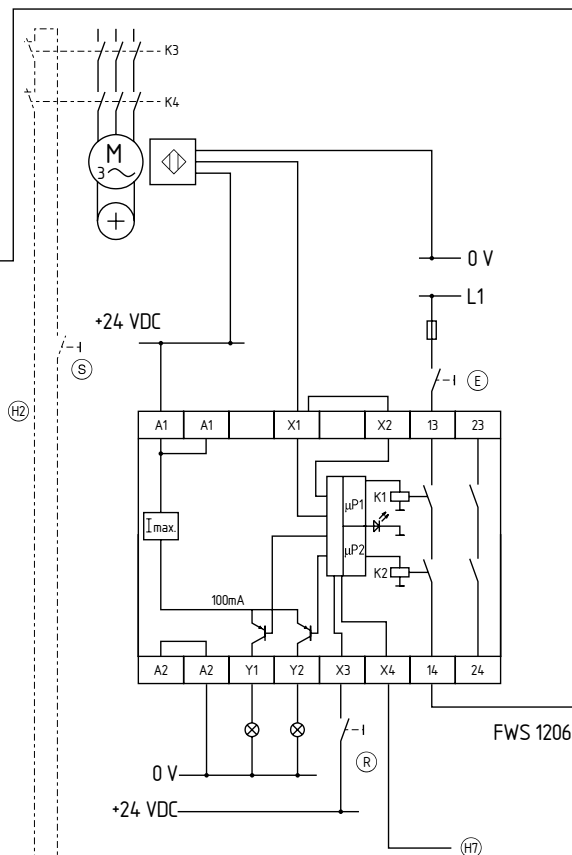 K3
K4
M
3
0 V
L1
+24 VDC
S
E
H2
A1 A1 X1 X2 13 23
µP1
K1
Imax.
µP2
K2
100mA
A2 A2 Y1 Y2 X3 X4 14 24
FWS 1206
R
0 V
+24 VDC
H7